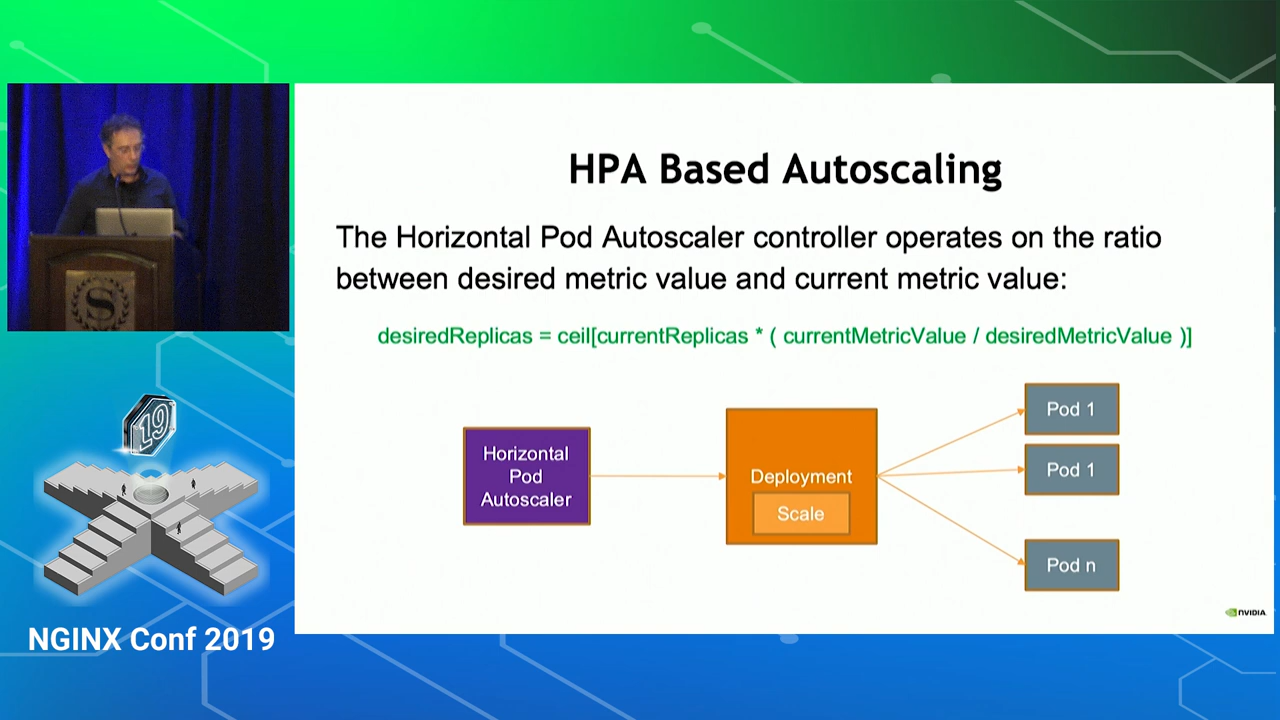 HPA Based Autoscaling
The Horizontal Pod Autoscaler controller operates on the ratio
between desired metric value and current metric value:
desiredReplicas = ceil[currentReplicas * ( currentMetricValue / desiredMetricValue )]
Horizontal
Pod
Autoscaler
Deployment
Scale
Pod 1
Pod 1
Pod n
NVIDIA
S
19
NGINX Conf 2019